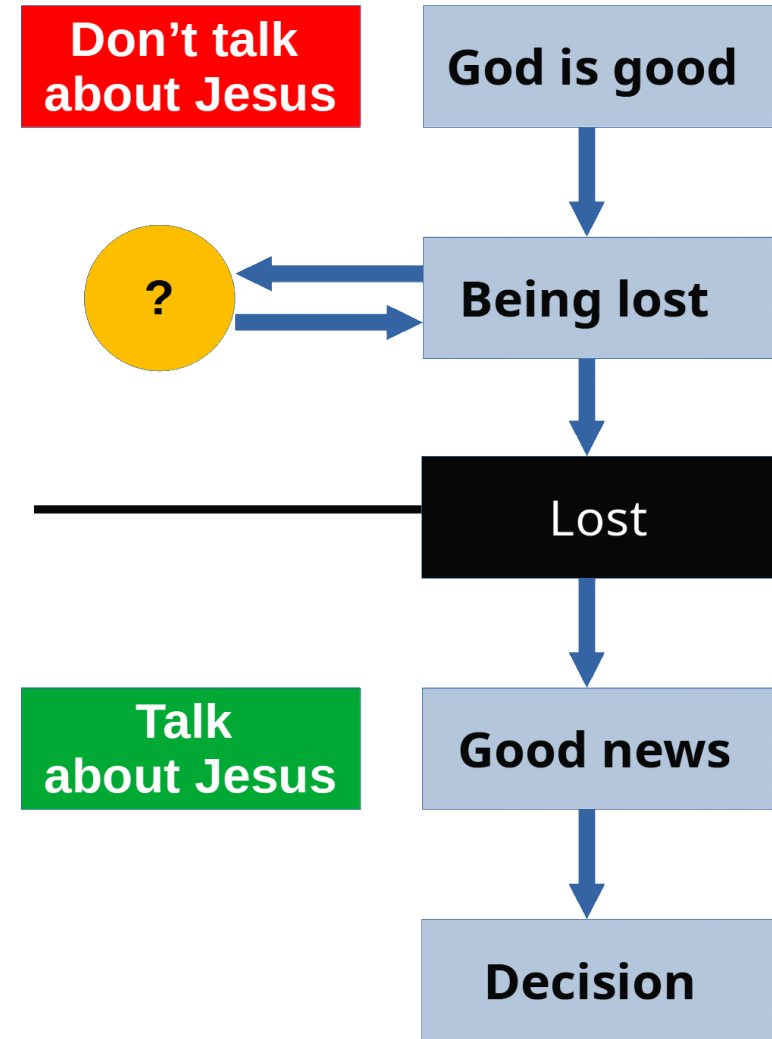 Don’t talk
about Jesus
God is good
?
Being lost
Lost
Talk
about Jesus
Good news
Decision